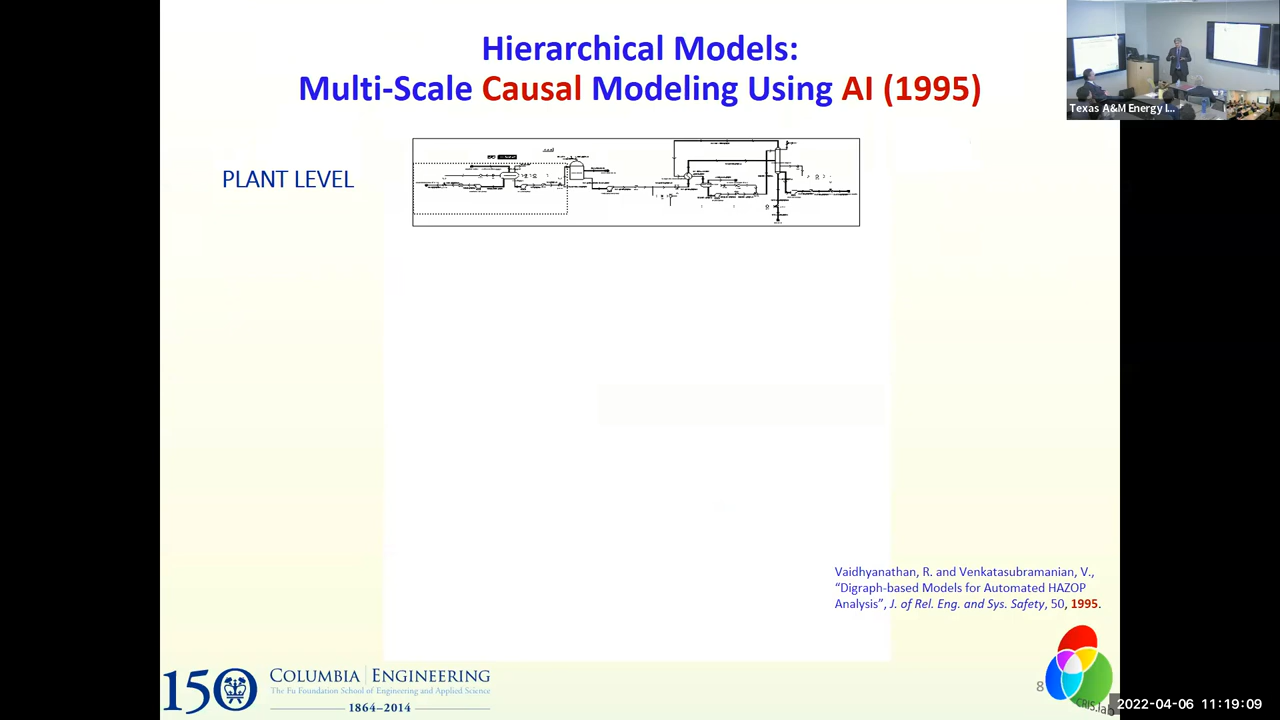 Hierarchical Models:
Multi-Scale Causal Modeling Using AI (1995)
Texas A&M Energy I...
PLANT LEVEL
Vaidhyanathan, R. and Venkatasubramanian, V.,
“Digraph-based Models for Automated HAZOP
Analysis”, J. of Rel. Eng. and Sys. Safety, 50, 1995.
150
COLUMBIA | ENGINEERING
The Fu Foundation School of Engineering and Applied Science
1864–2014
8
CRIS.lab
2022-04-06 11:19:09